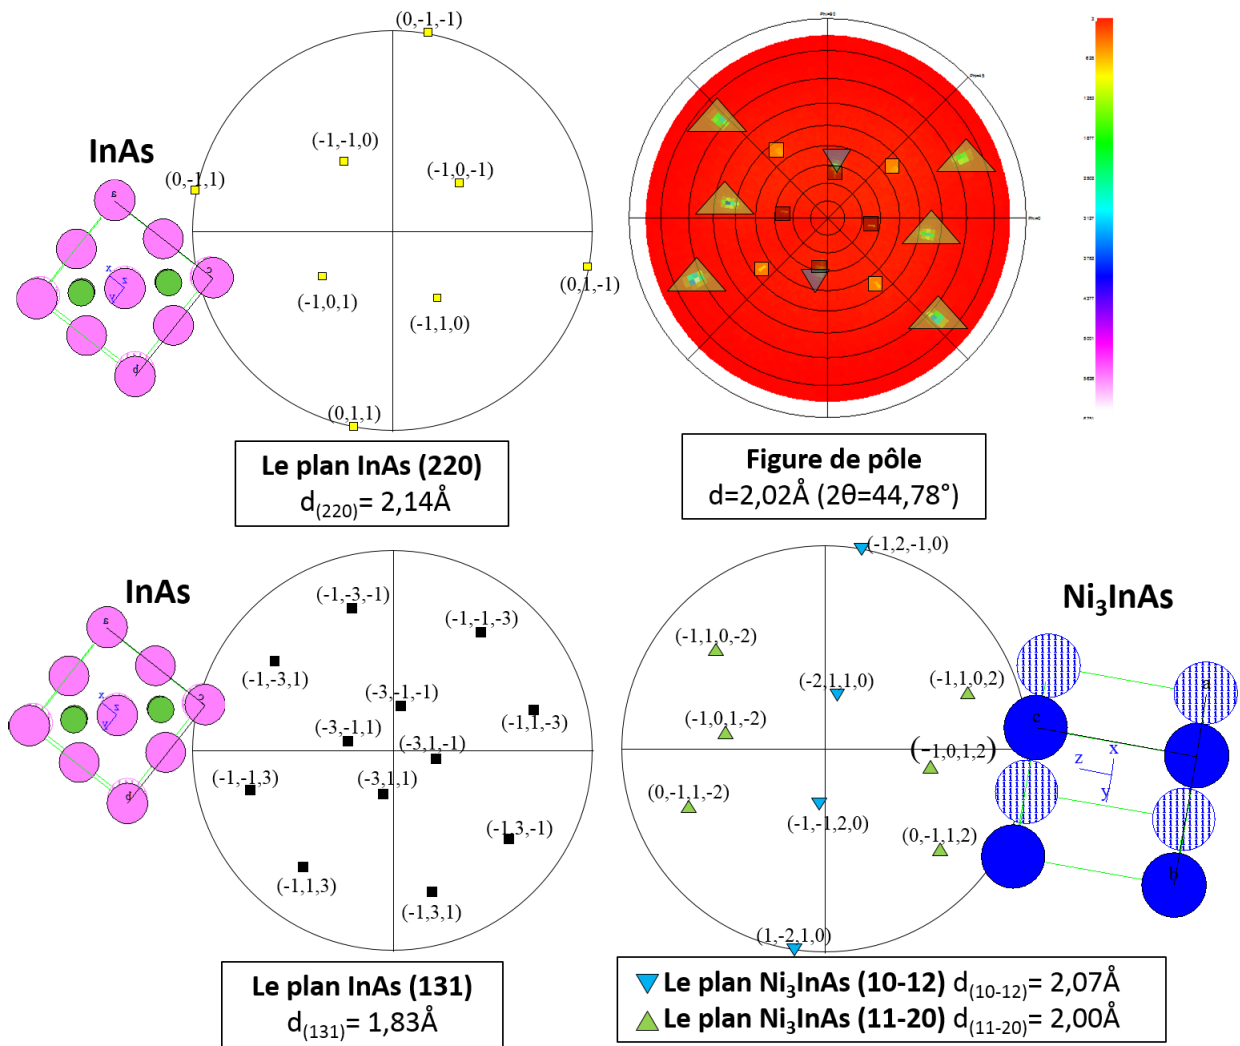 (0,-1,-1)
(-1,-1,0)
(-1,0,-1)
(0,-1,1)
(-1,0,1)
(-1,1,0)
(0,1,-1)
(0,1,1)
InAs
a
x
z
y
c
b
Le plan InAs (220)
d(220)= 2,14Å
Figure de pôle
d=2,02Å (2θ=44,78°)
InAs
a
x
z
y
c
b
(-1,-3,-1)
(-1,-1,-3)
(-1,-3,1)
(-3,-1,-1)
(-1,1,-3)
(-3,-1,1)
(-3,1,-1)
(-1,-1,3)
(-3,1,1)
(-1,3,-1)
(-1,1,3)
(-1,3,1)
Le plan InAs (131)
d(131)= 1,83Å
(-1,2,-1,0)
(-1,1,0,-2)
(-2,1,1,0)
(-1,1,0,2)
(-1,0,1,-2)
(-1,0,1,2)
(0,-1,1,-2)
(-1,-1,2,0)
(0,-1,1,2)
(1,-2,1,0)
Ni3InAs
a
c
z
x
y
b
Le plan Ni3InAs (10-12) d(10-12)= 2,07Å
Le plan Ni3InAs (11-20) d(11-20)= 2,00Å